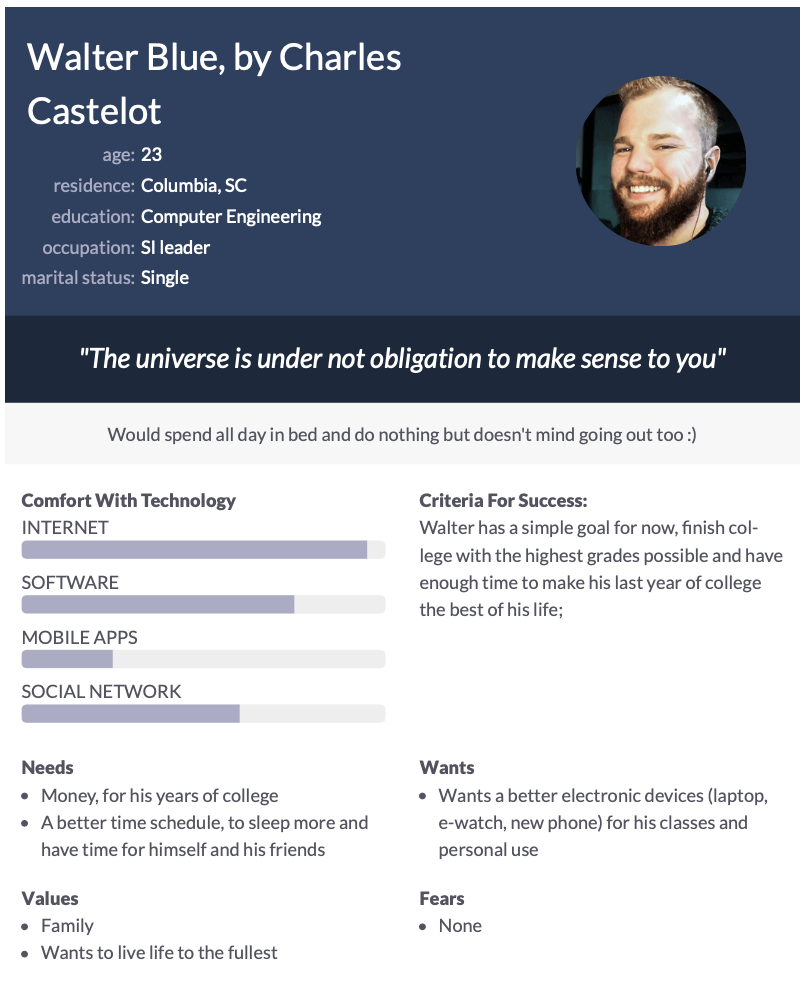 Walter Blue, by Charles
Castelot
age: 23
residence: Columbia, SC
education: Computer Engineering
occupation: SI leader
marital status: Single
"The universe is under not obligation to make sense to you"
Would spend all day in bed and do nothing but doesn't mind going out too :)
Comfort With Technology
INTERNET
SOFTWARE
MOBILE APPS
SOCIAL NETWORK
Criteria For Success:
Walter has a simple goal for now, finish col-
lege with the highest grades possible and have
enough time to make his last year of college
the best of his life;
Needs
• Money, for his years of college
• A better time schedule, to sleep more and
have time for himself and his friends
Wants
• Wants a better electronic devices (laptop,
e-watch, new phone) for his classes and
personal use
Values
• Family
• Wants to live life to the fullest
Fears
• None